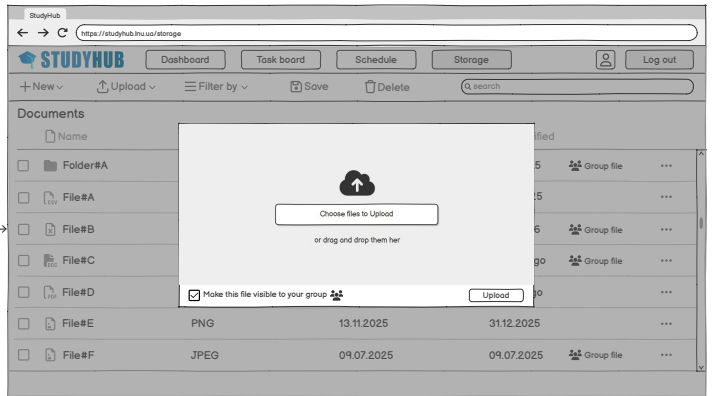 StudyHub
https://studyhub.lnu.ua/storage
STUDYHUB Dashboard Task board Schedule Storage Log out
New Upload Filter by Save Delete search
Documents
Name
Folder#A 5 Group file
File#A 25
File#B 6 Group file
File#C go Group file
File#D go
File#E PNG 13.11.2025 31.12.2025
File#F JPEG 09.07.2025 09.07.2025 Group file
Choose files to Upload
or drag and drop them her
Make this file visible to your group Upload